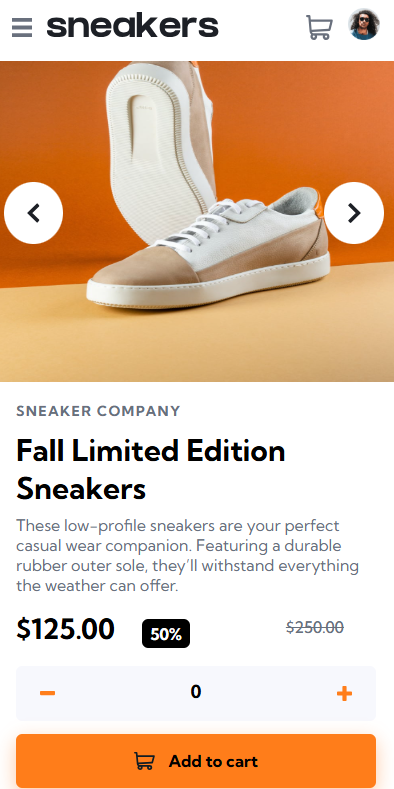 sneakers
SNEAKER COMPANY
Fall Limited Edition
Sneakers
These low-profile sneakers are your perfect
casual wear companion. Featuring a durable
rubber outer sole, they’ll withstand everything
the weather can offer.
$125.00 50% $250.00
0
Add to cart